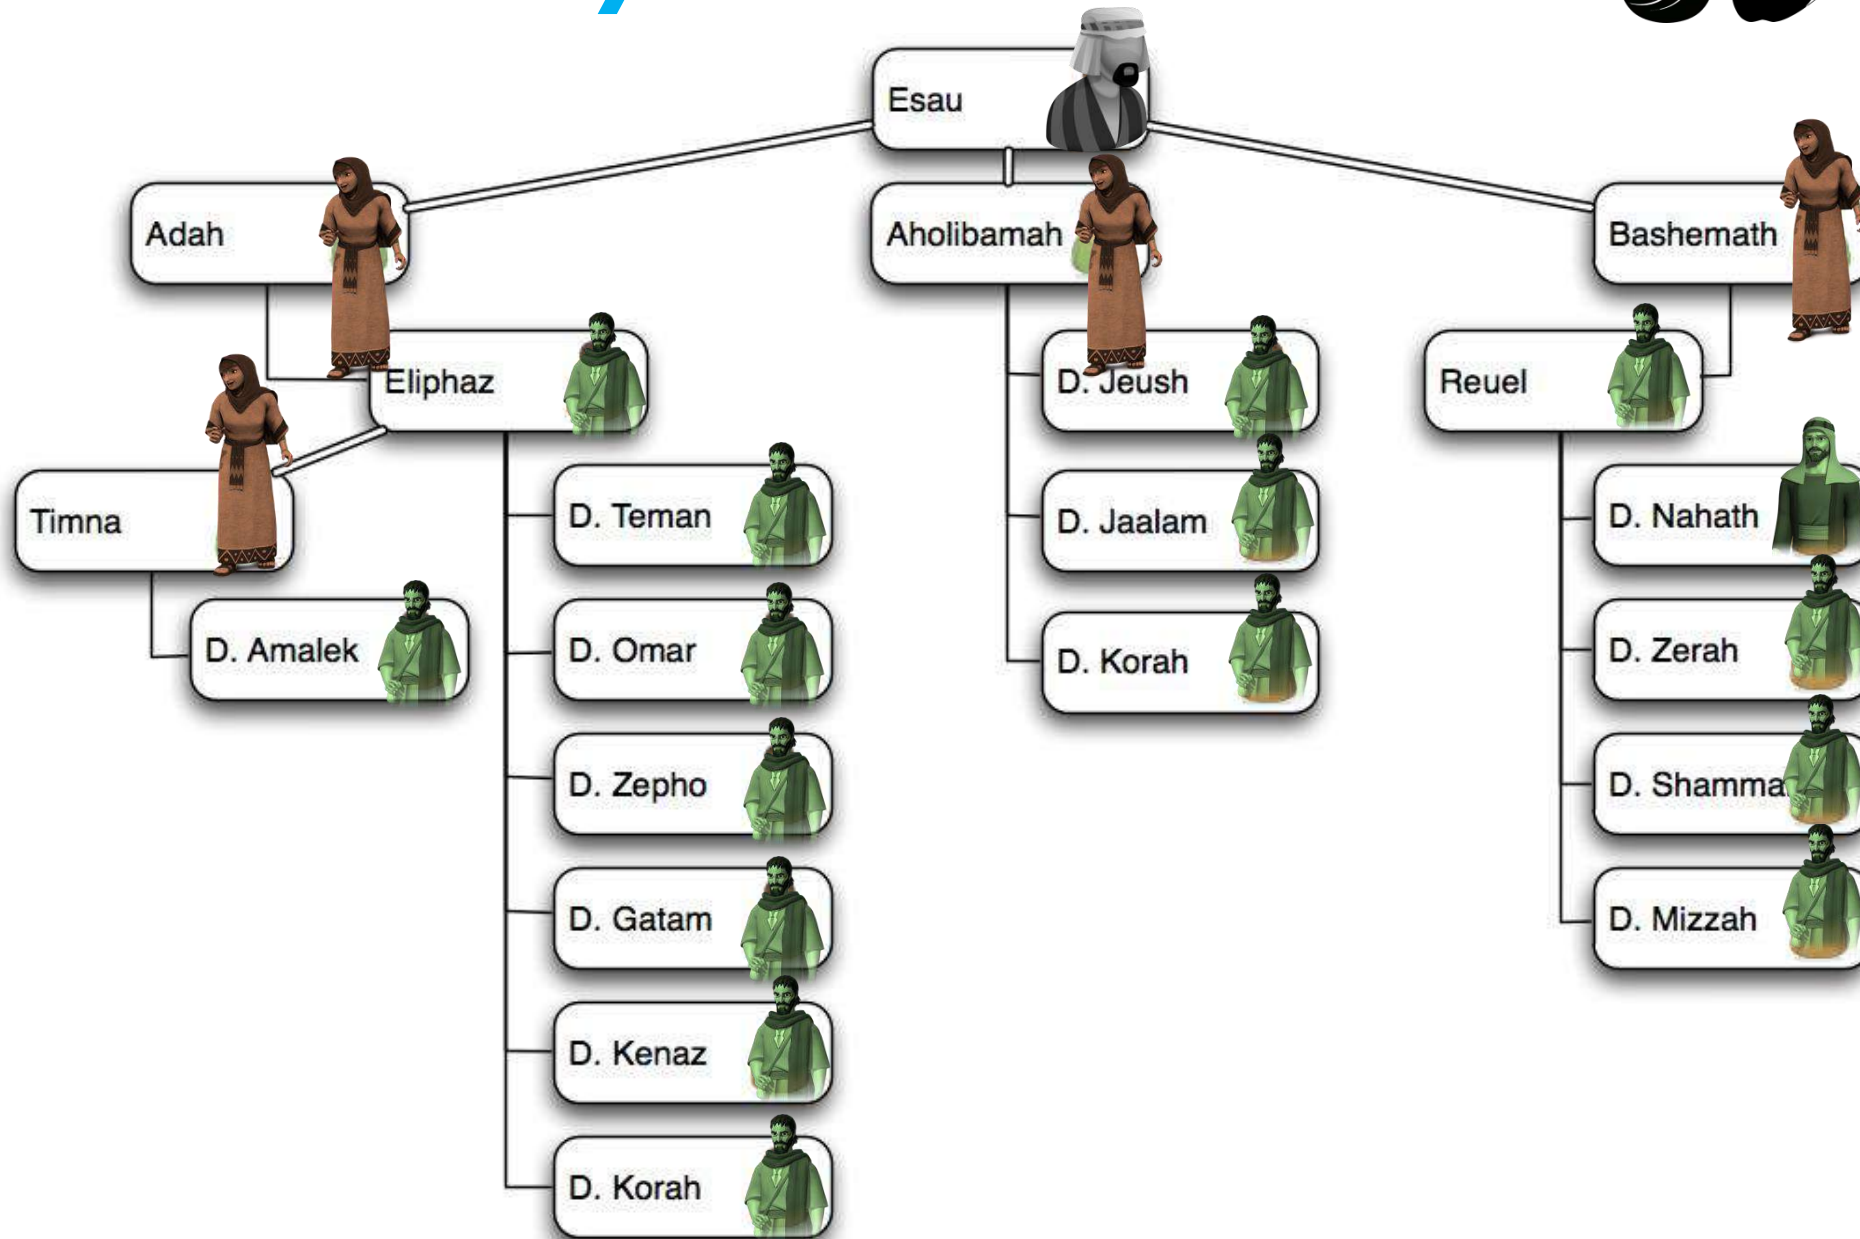 Esau
Adah
Aholibamah
Bashemath
Eliphaz
D. Jeush
Reuel
Timna
D. Teman
D. Jaalam
D. Nahath
D. Amalek
D. Omar
D. Korah
D. Zerah
D. Zepho
D. Shamma
D. Gatam
D. Mizzah
D. Kenaz
D. Korah